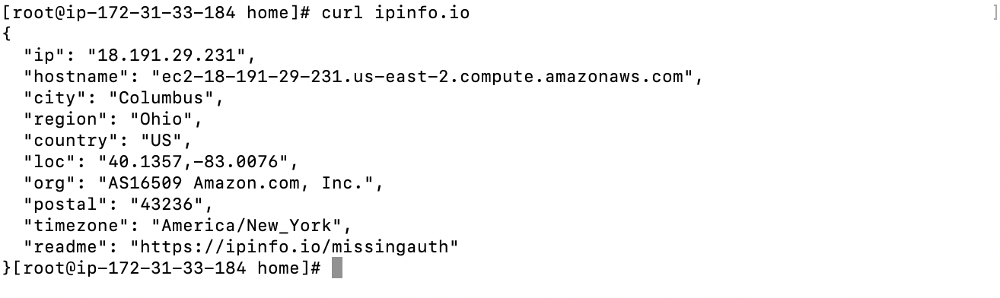 [root@ip-172-31-33-184 home]# curl ipinfo.io ]
{
  "ip": "18.191.29.231",
  "hostname": "ec2-18-191-29-231.us-east-2.compute.amazonaws.com",
  "city": "Columbus",
  "region": "Ohio",
  "country": "US",
  "loc": "40.1357,-83.0076",
  "org": "AS16509 Amazon.com, Inc.",
  "postal": "43236",
  "timezone": "America/New_York",
  "readme": "https://ipinfo.io/missingauth"
}[root@ip-172-31-33-184 home]#